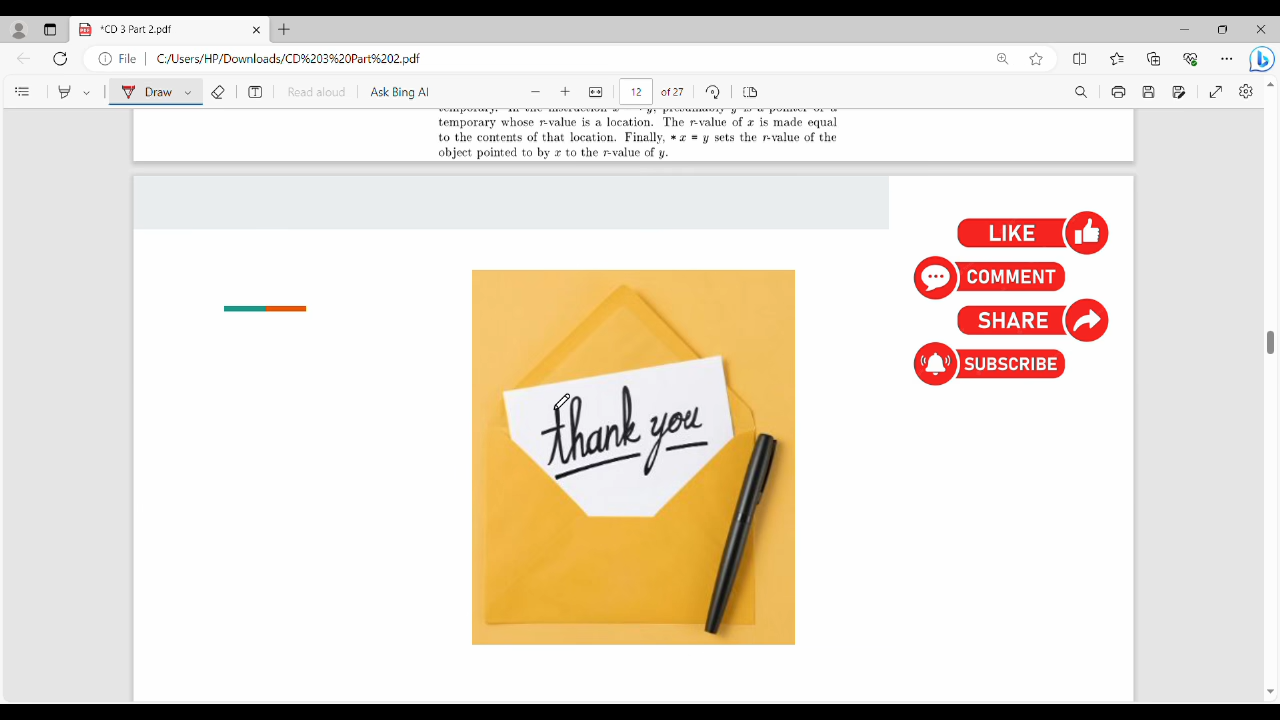 *CD 3 Part 2.pdf
File C:/Users/HP/Downloads/CD%203%20Part%202.pdf
Draw Read aloud Ask Bing AI 12 of 27
temporary whose r-value is a location. The r-value of x is made equal
to the contents of that location. Finally, *x = y sets the r-value of the
object pointed to by x to the r-value of y.
LIKE
COMMENT
SHARE
SUBSCRIBE
thank you